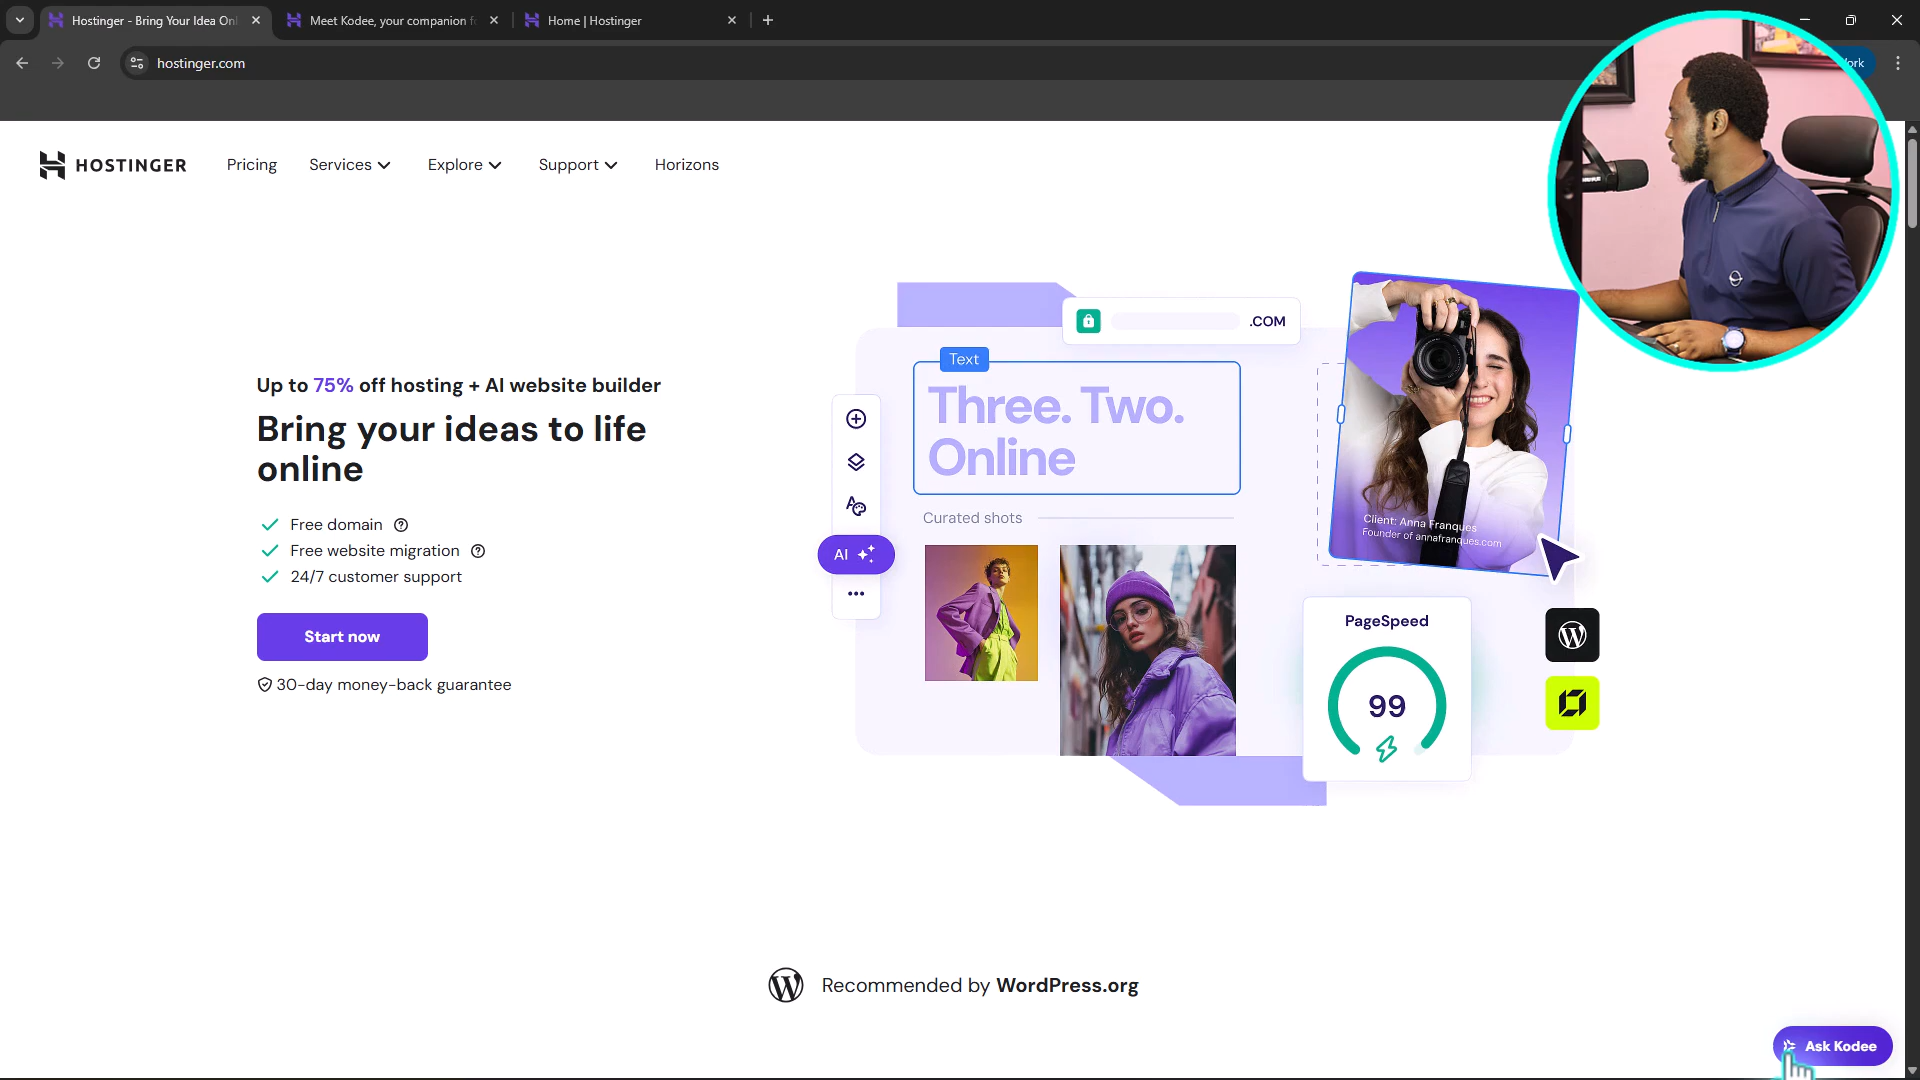 Hostinger - Bring Your Idea Onl
Meet Kodee, your companion f
Home | Hostinger
hostinger.com
ork
HOSTINGER
Pricing
Services
Explore
Support
Horizons
Up to 75% off hosting + AI website builder
Bring your ideas to life
online
Free domain
Free website migration
24/7 customer support
Start now
30-day money-back guarantee
.COM
Text
Three. Two.
Online
Curated shots
AI
Client: Anna Franques
Founder of annafranques.com
PageSpeed
99
Recommended by WordPress.org
Ask Kodee